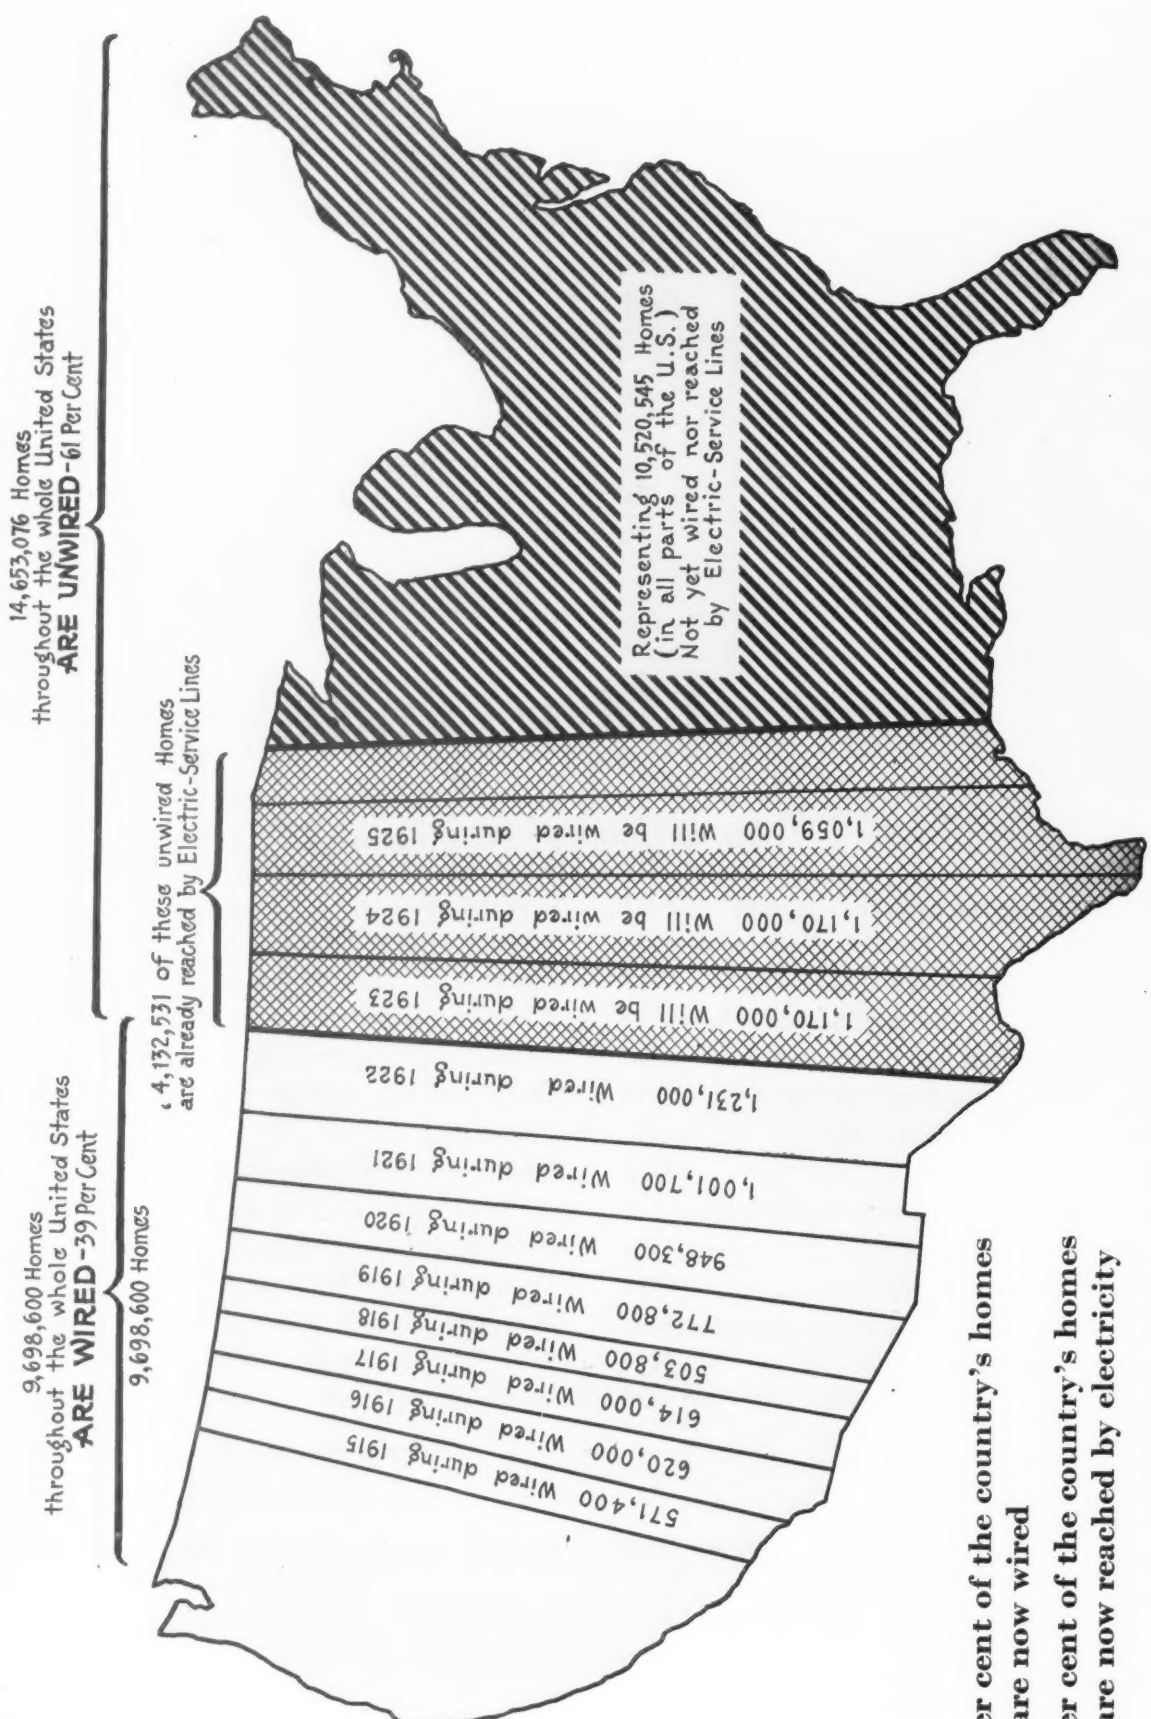 9,698,600 Homes
throughout the whole United States
ARE WIRED-39 Per Cent
9,698,600 Homes
14,653,076 Homes
throughout the whole United States
ARE UNWIRED-61 Per Cent
4,132,531 of these unwired Homes
are already reached by Electric-Service Lines
571,400 Wired during 1915
620,000 Wired during 1916
614,000 Wired during 1917
503,800 Wired during 1918
772,800 Wired during 1919
948,300 Wired during 1920
1,001,700 Wired during 1921
1,231,000 Wired during 1922
1,170,000 Will be wired during 1923
1,170,000 Will be wired during 1924
1,059,000 Will be wired during 1925
Representing 10,520,545 Homes
(in all parts of the U.S.)
Not yet wired nor reached
by Electric-Service Lines
cent of the country's homes
are now wired
cent of the country's homes
are now reached by electricity